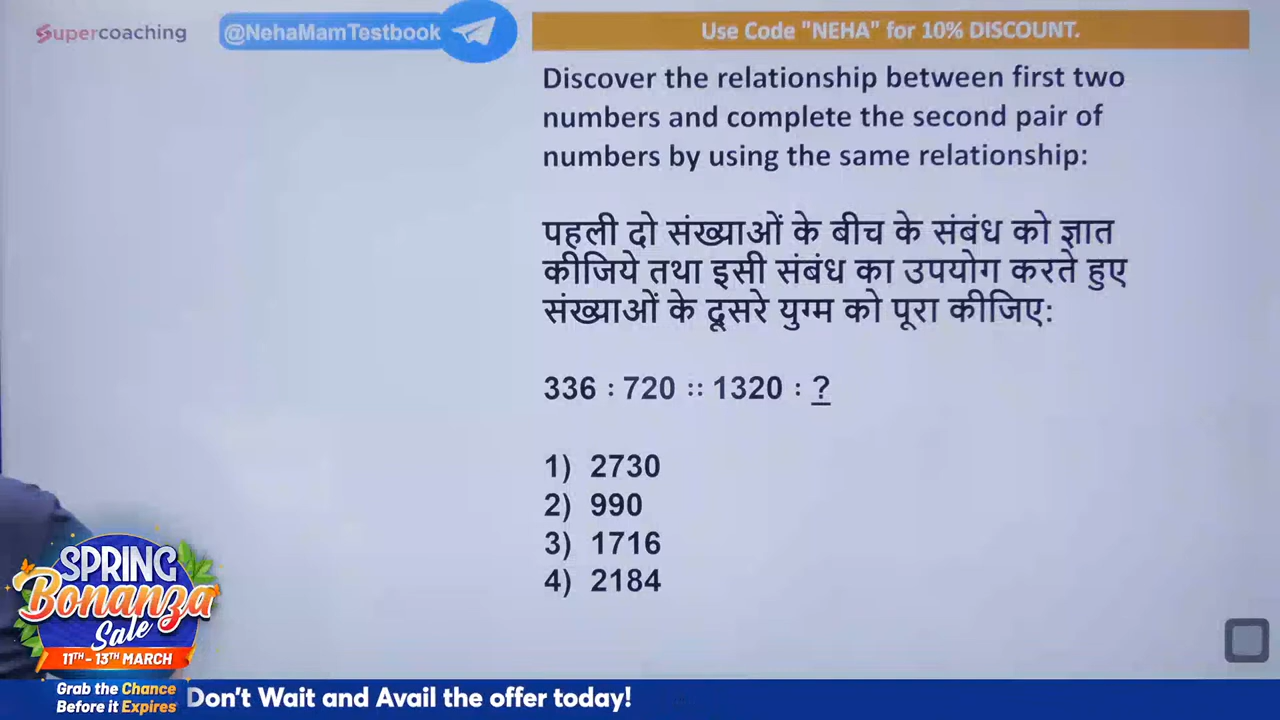 Supercoaching
@NehaMamTestbook
Use Code "NEHA" for 10% DISCOUNT.
Discover the relationship between first two
numbers and complete the second pair of
numbers by using the same relationship:
पहली दो संख्याओं के बीच के संबंध को ज्ञात
कीजिये तथा इसी संबंध का उपयोग करते हुए
संख्याओं के दूसरे युग्म को पूरा कीजिए:
336 : 720 :: 1320 : ?
1) 2730
2) 990
3) 1716
4) 2184
SPRING
Bonanza
Sale
11TH - 13TH MARCH
Grab the Chance
Before it Expires
Don't Wait and Avail the offer today!